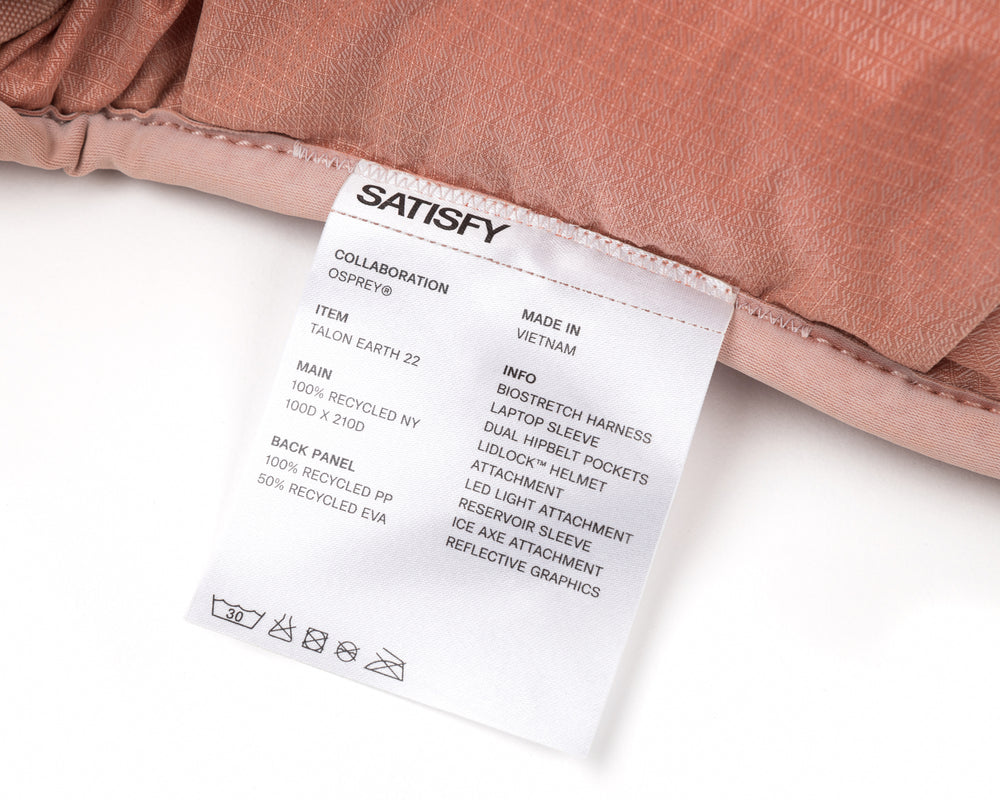 SATISFY
COLLABORATION
OSPREY®
ITEM
TALON EARTH 22
MAIN
100% RECYCLED NY
100D X 210D
BACK PANEL
100% RECYCLED PP
50% RECYCLED EVA
MADE IN
VIETNAM
INFO
BIOSTRETCH HARNESS
LAPTOP SLEEVE
DUAL HIPBELT POCKETS
LIDLOCK™ HELMET
ATTACHMENT
LED LIGHT ATTACHMENT
RESERVOIR SLEEVE
ICE AXE ATTACHMENT
REFLECTIVE GRAPHICS
30